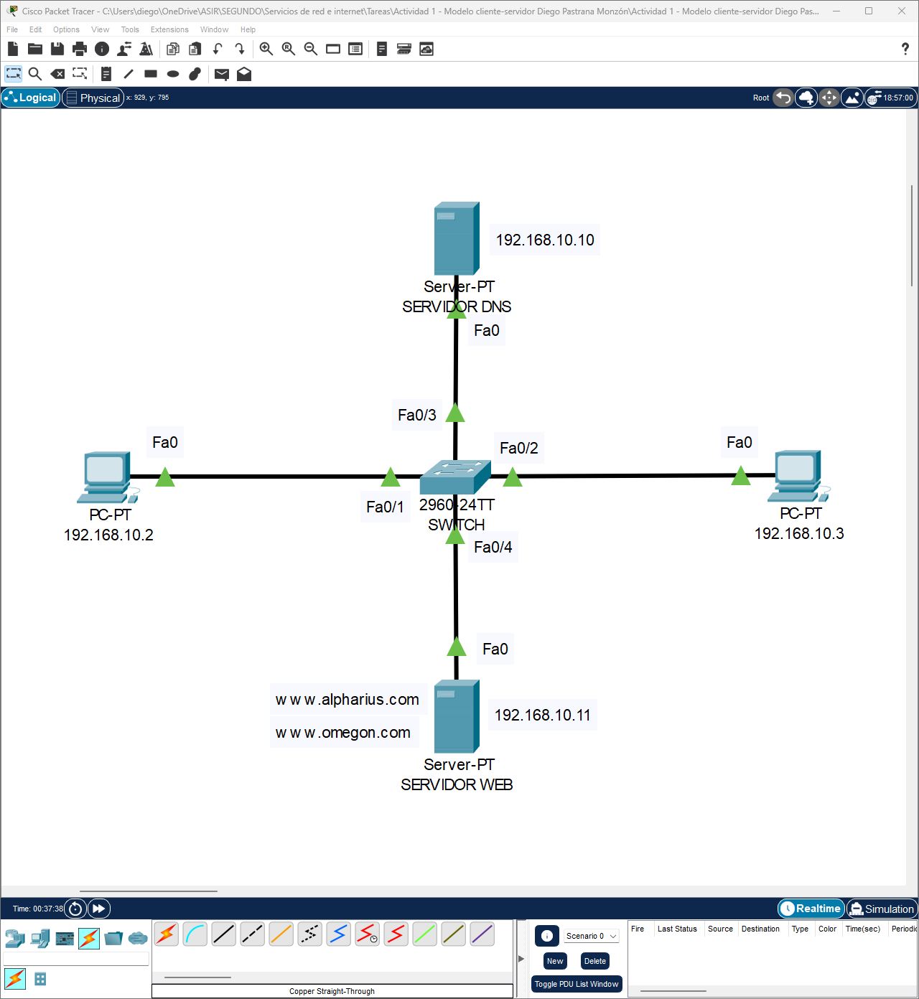 Cisco Packet Tracer - C:\Users\diego\OneDrive\ASIR\SEGUNDO\Servicios de red e internet\Tareas\Actividad 1 - Modelo cliente-servidor Diego Pastrana Monzón\Actividad 1 - Modelo cliente-servidor Diego Pas...
File Edit Options View Tools Extensions Window Help
Logical Physical x: 929, y: 795 Root 18:57:00
192.168.10.10
Server-PT
SERVIDOR DNS
Fa0
Fa0/3
Fa0 Fa0/2 Fa0
Fa0/1
2960-24TT
SWITCH
PC-PT
192.168.10.2
PC-PT
192.168.10.3
Fa0/4
Fa0
www.alpharius.com
www.omegon.com
192.168.10.11
Server-PT
SERVIDOR WEB
Time: 00:37:38 Realtime Simulation
Scenario 0
New Delete
Toggle PDU List Window
Fire Last Status Source Destination Type Color Time(sec) Periodic
Copper Straight-Through